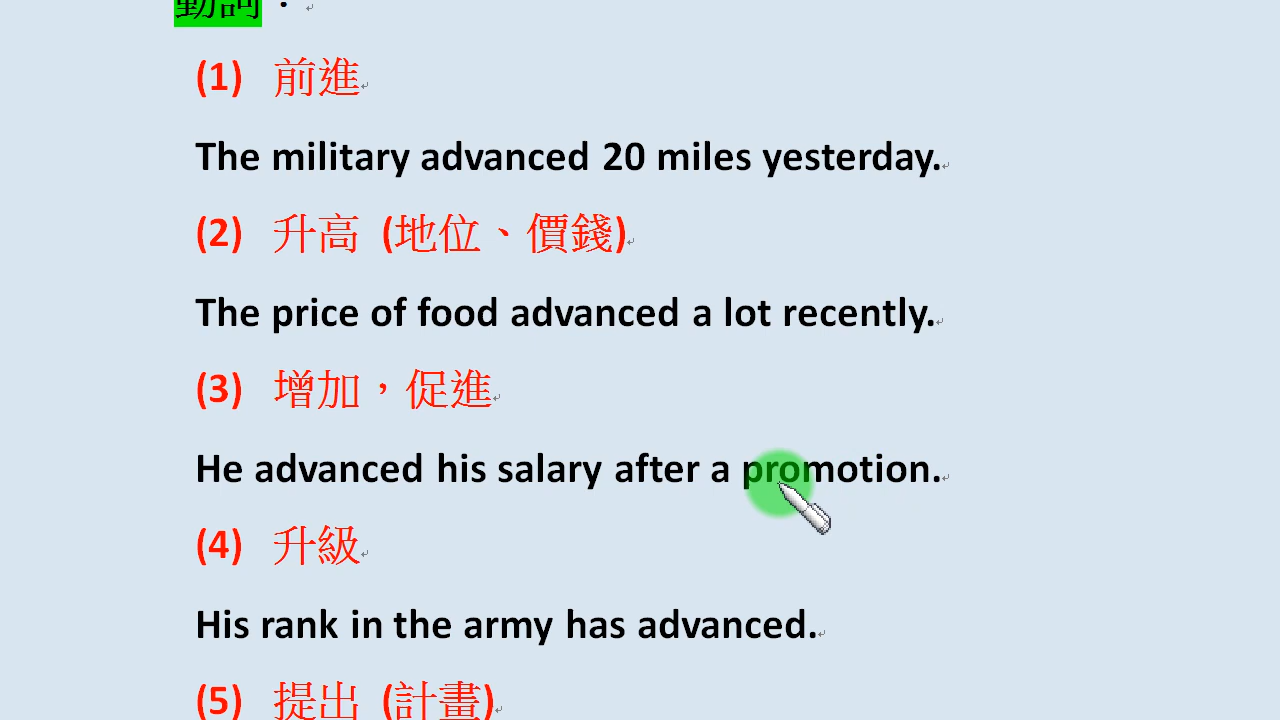 動詞：
(1) 前進
The military advanced 20 miles yesterday.
(2) 升高 (地位、價錢)
The price of food advanced a lot recently.
(3) 增加，促進
He advanced his salary after a promotion.
(4) 升級
His rank in the army has advanced.
(5) 提出 (計畫)